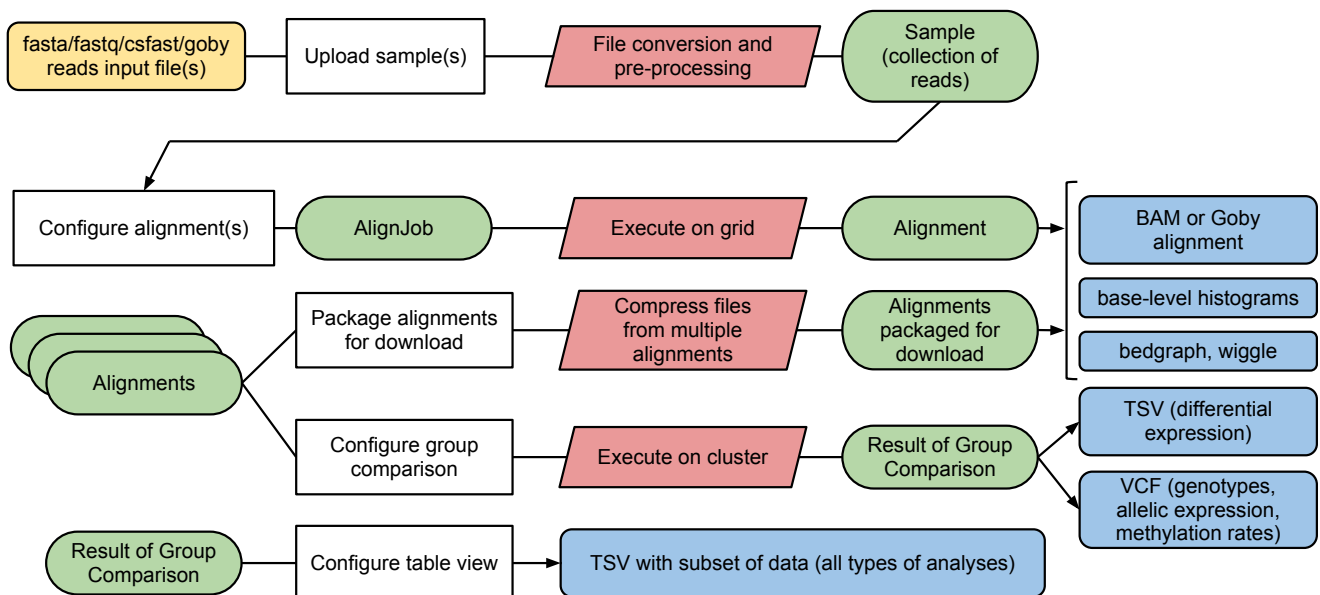 fasta/fastq/csfast/goby
reads input file(s)
Upload sample(s)
File conversion and
pre-processing
Sample
(collection of
reads)
Configure alignment(s)
AlignJob
Execute on grid
Alignment
BAM or Goby
alignment
base-level histograms
bedgraph, wiggle
Alignments
Package alignments
for download
Compress files
from multiple
alignments
Alignments
packaged for
download
Configure group
comparison
Execute on cluster
Result of Group
Comparison
TSV (differential
expression)
VCF (genotypes,
allelic expression,
methylation rates)
Result of Group
Comparison
Configure table view
TSV with subset of data (all types of analyses)